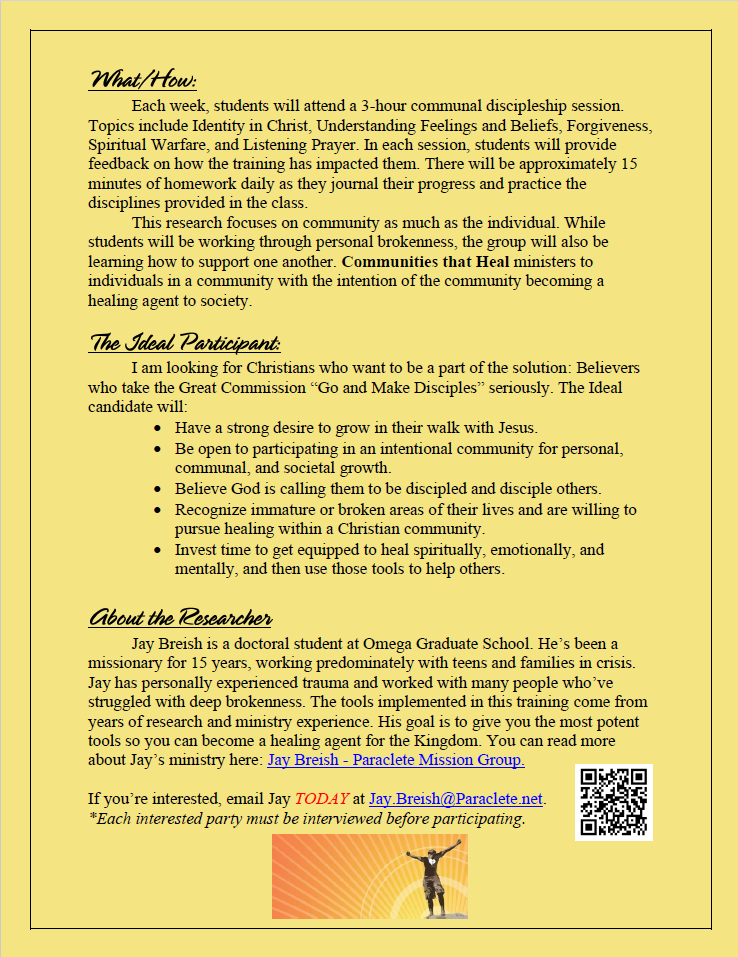 What/How:
Each week, students will attend a 3-hour communal discipleship session.
Topics include Identity in Christ, Understanding Feelings and Beliefs, Forgiveness,
Spiritual Warfare, and Listening Prayer. In each session, students will provide
feedback on how the training has impacted them. There will be approximately 15
minutes of homework daily as they journal their progress and practice the
disciplines provided in the class.
This research focuses on community as much as the individual. While
students will be working through personal brokenness, the group will also be
learning how to support one another. Communities that Heal ministers to
individuals in a community with the intention of the community becoming a
healing agent to society.
The Ideal Participant:
I am looking for Christians who want to be a part of the solution: Believers
who take the Great Commission “Go and Make Disciples” seriously. The Ideal
candidate will:
• Have a strong desire to grow in their walk with Jesus.
• Be open to participating in an intentional community for personal,
communal, and societal growth.
• Believe God is calling them to be discipled and disciple others.
• Recognize immature or broken areas of their lives and are willing to
pursue healing within a Christian community.
• Invest time to get equipped to heal spiritually, emotionally, and
mentally, and then use those tools to help others.
About the Researcher
Jay Breish is a doctoral student at Omega Graduate School. He’s been a
missionary for 15 years, working predominately with teens and families in crisis.
Jay has personally experienced trauma and worked with many people who’ve
struggled with deep brokenness. The tools implemented in this training come from
years of research and ministry experience. His goal is to give you the most potent
tools so you can become a healing agent for the Kingdom. You can read more
about Jay’s ministry here: Jay Breish - Paraclete Mission Group.
If you’re interested, email Jay TODAY at Jay.Breish@Paraclete.net.
*Each interested party must be interviewed before participating.